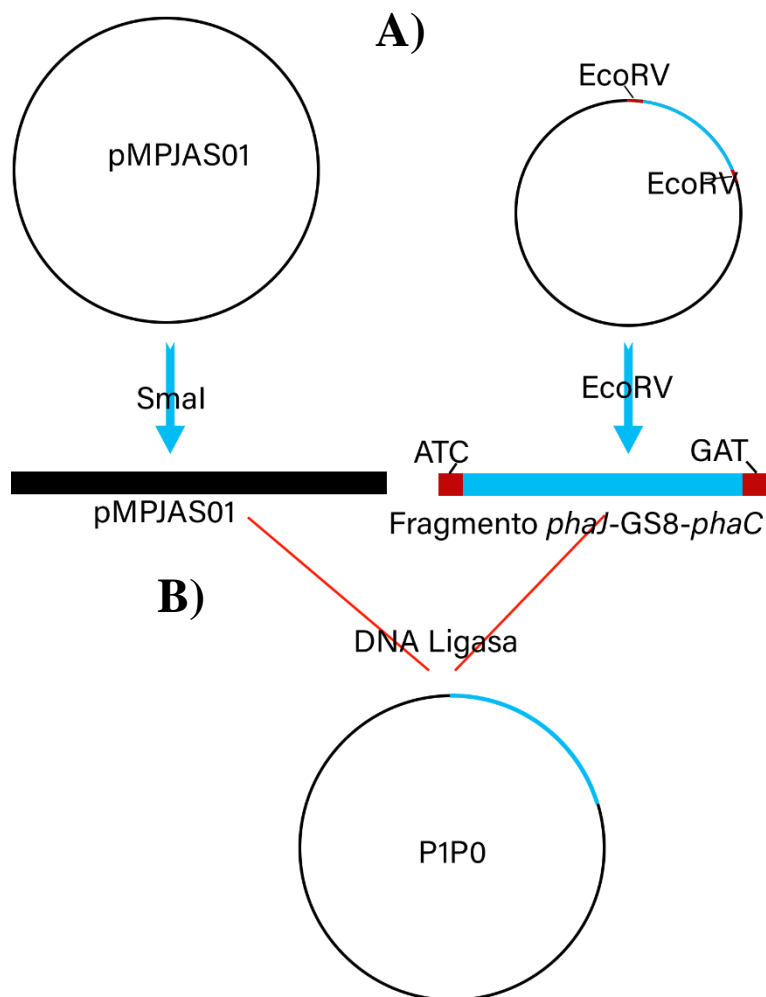 A)
pMPJAS01
EcoRV
EcoRV
SmaI
EcoRV
ATC
GAT
pMPJAS01
Fragmento phaJ-GS8-phaC
B)
DNA Ligasa
P1P0